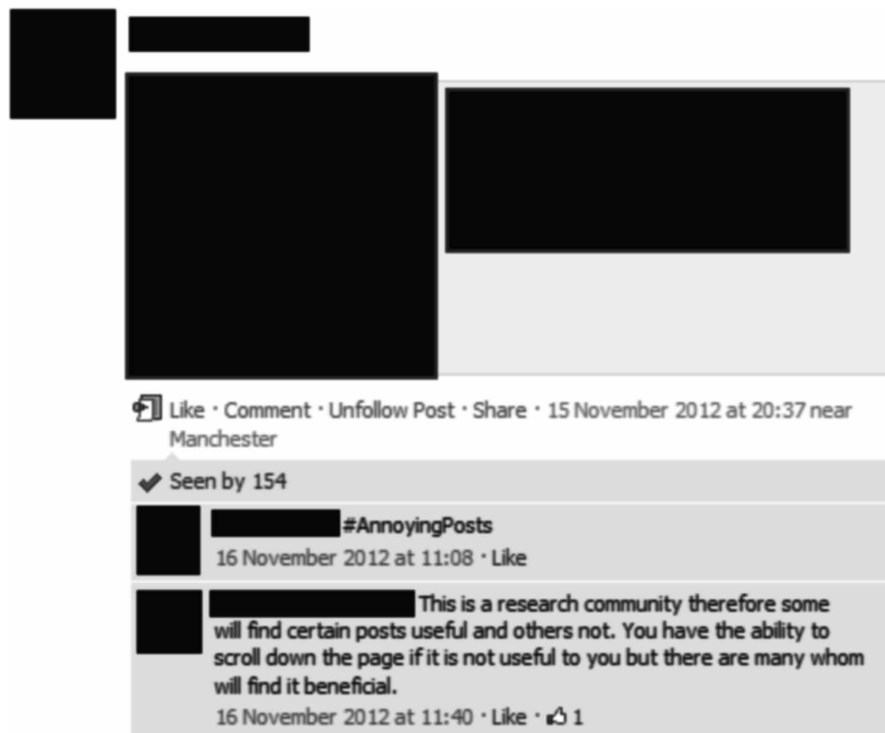 Like · Comment · Unfollow Post · Share · 15 November 2012 at 20:37 near
Manchester
Seen by 154
#AnnoyingPosts
16 November 2012 at 11:08 · Like
This is a research community therefore some
will find certain posts useful and others not. You have the ability to
scroll down the page if it is not useful to you but there are many whom
will find it beneficial.
16 November 2012 at 11:40 · Like · 1